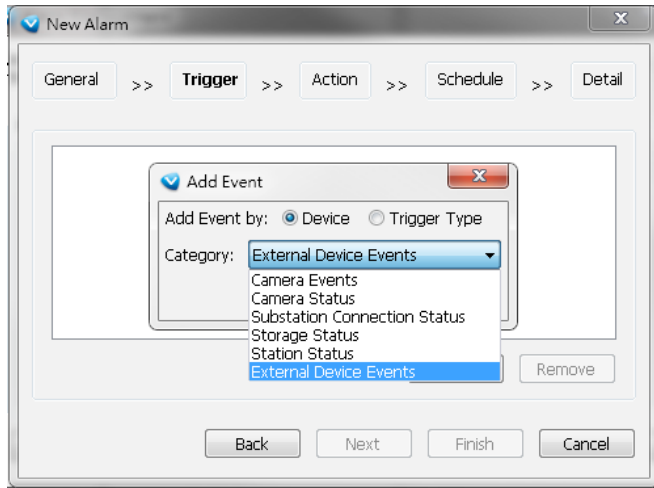 New Alarm
General >> Trigger >> Action >> Schedule >> Detail
Add Event
Add Event by: Device Trigger Type
Category: External Device Events
Camera Events
Camera Status
Substation Connection Status
Storage Status
Station Status
External Device Events
Remove
Back Next Finish Cancel